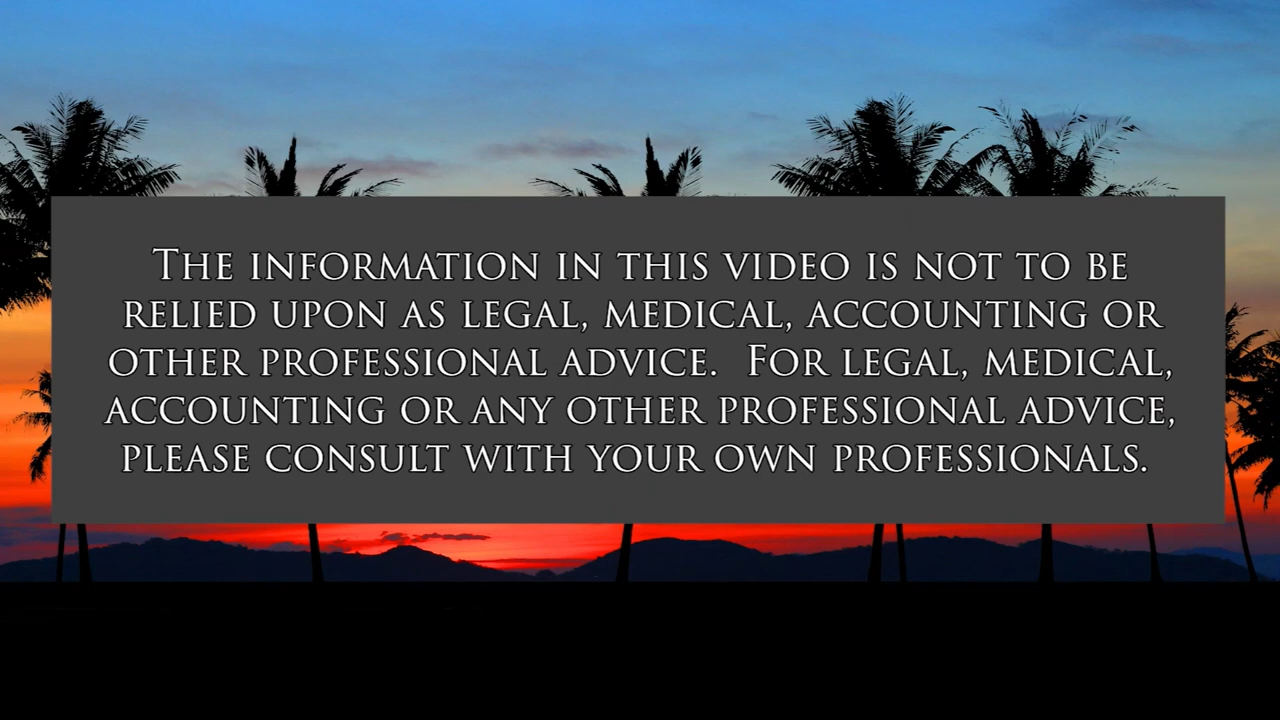 The information in this video is not to be
relied upon as legal, medical, accounting or
other professional advice.  For legal, medical,
accounting or any other professional advice,
please consult with your own professionals.